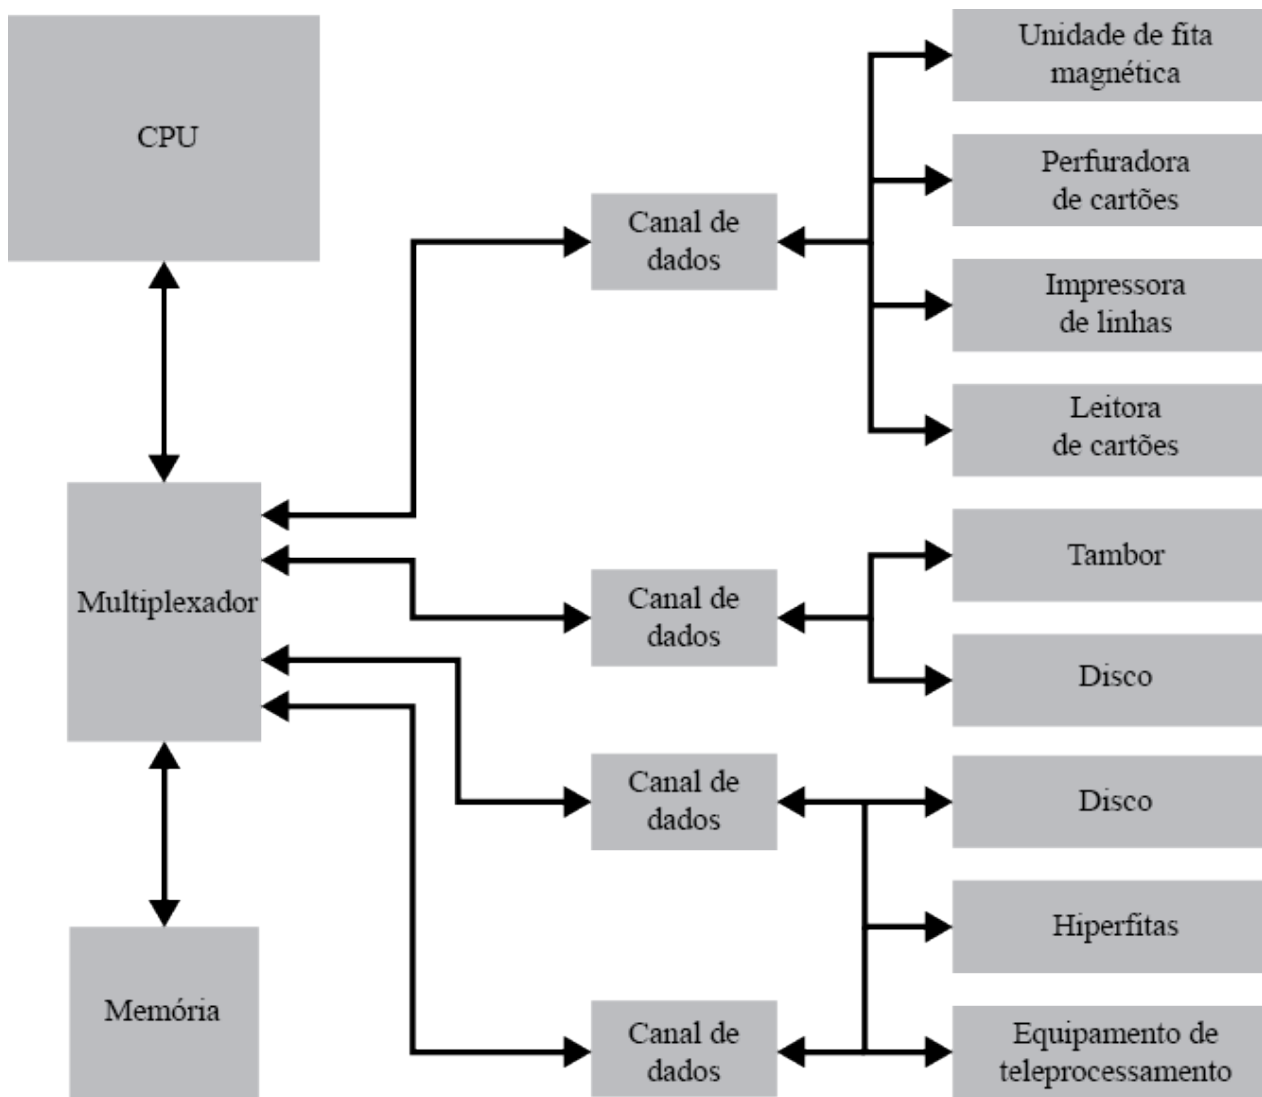 CPU
Multiplexador
Memória
Canal de
dados
Canal de
dados
Canal de
dados
Canal de
dados
Unidade de fita
magnética
Perfuradora
de cartões
Impressora
de linhas
Leitora
de cartões
Tambor
Disco
Disco
Hiperfitas
Equipamento de
teleprocessamento